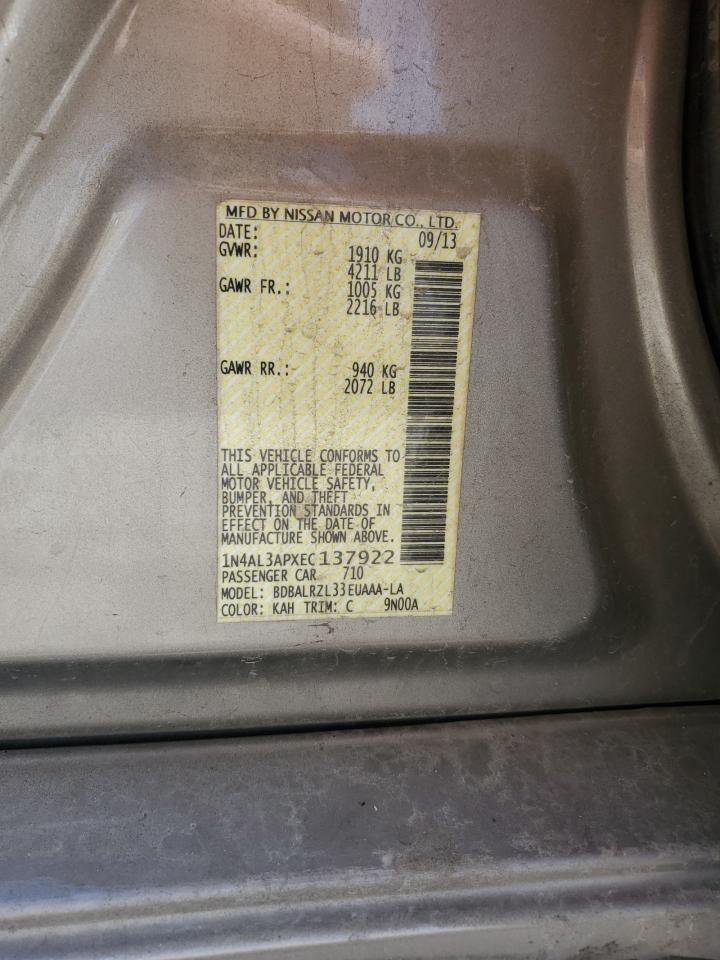 MFD BY NISSAN MOTOR CO., LTD.
DATE: 09/13
GVWR: 1910 KG
4211 LB
GAWR FR.: 1005 KG
2216 LB
GAWR RR.: 940 KG
2072 LB
THIS VEHICLE CONFORMS TO
ALL APPLICABLE FEDERAL
MOTOR VEHICLE SAFETY,
BUMPER, AND THEFT
PREVENTION STANDARDS IN
EFFECT ON THE DATE OF
MANUFACTURE SHOWN ABOVE.
1N4AL3APXEC137922
PASSENGER CAR 710
MODEL: BDBALRZL33EUAAA-LA
COLOR: KAH TRIM: C 9N00A